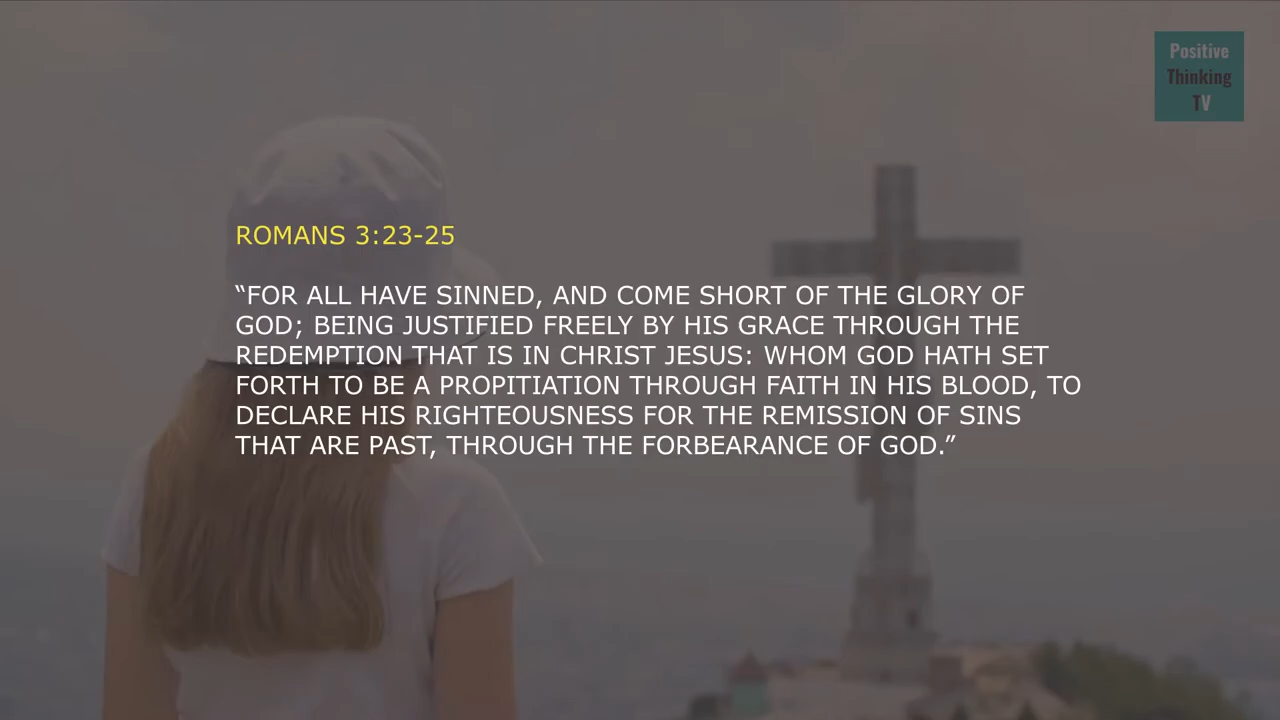 Positive
Thinking
TV
ROMANS 3:23-25
“FOR ALL HAVE SINNED, AND COME SHORT OF THE GLORY OF
GOD; BEING JUSTIFIED FREELY BY HIS GRACE THROUGH THE
REDEMPTION THAT IS IN CHRIST JESUS: WHOM GOD HATH SET
FORTH TO BE A PROPITIATION THROUGH FAITH IN HIS BLOOD, TO
DECLARE HIS RIGHTEOUSNESS FOR THE REMISSION OF SINS
THAT ARE PAST, THROUGH THE FORBEARANCE OF GOD.”